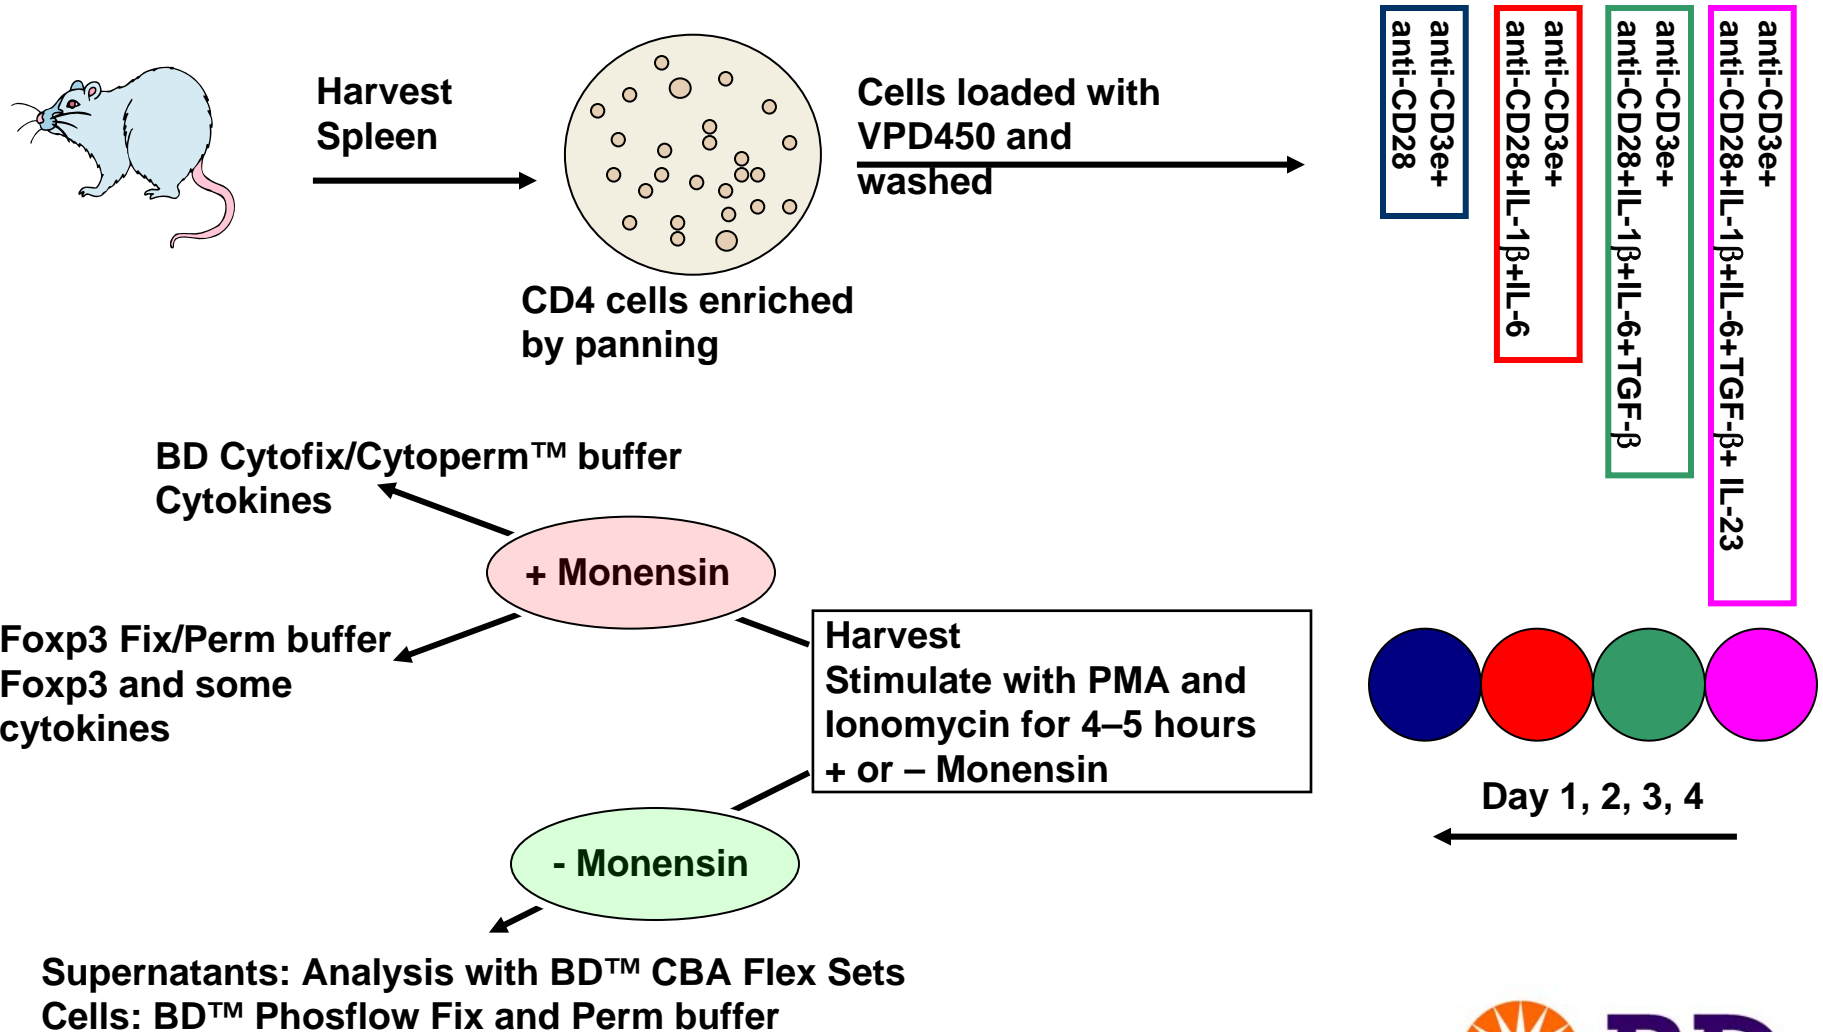 Harvest
Spleen
Cells loaded with
VPD450 and
washed
anti-CD3e+
anti-CD28
anti-CD3e+
anti-CD28+IL-1β+IL-6
anti-CD3e+
anti-CD28+IL-1β+IL-6+TGF-β
anti-CD3e+
anti-CD28+IL-1β+IL-6+TGF-β+ IL-23
CD4 cells enriched
by panning
BD Cytofix/Cytoperm™ buffer
Cytokines
+ Monensin
Foxp3 Fix/Perm buffer
Foxp3 and some
cytokines
Harvest
Stimulate with PMA and
Ionomycin for 4–5 hours
+ or – Monensin
Day 1, 2, 3, 4
- Monensin
Supernatants: Analysis with BD™ CBA Flex Sets
Cells: BD™ Phosflow Fix and Perm buffer
BD